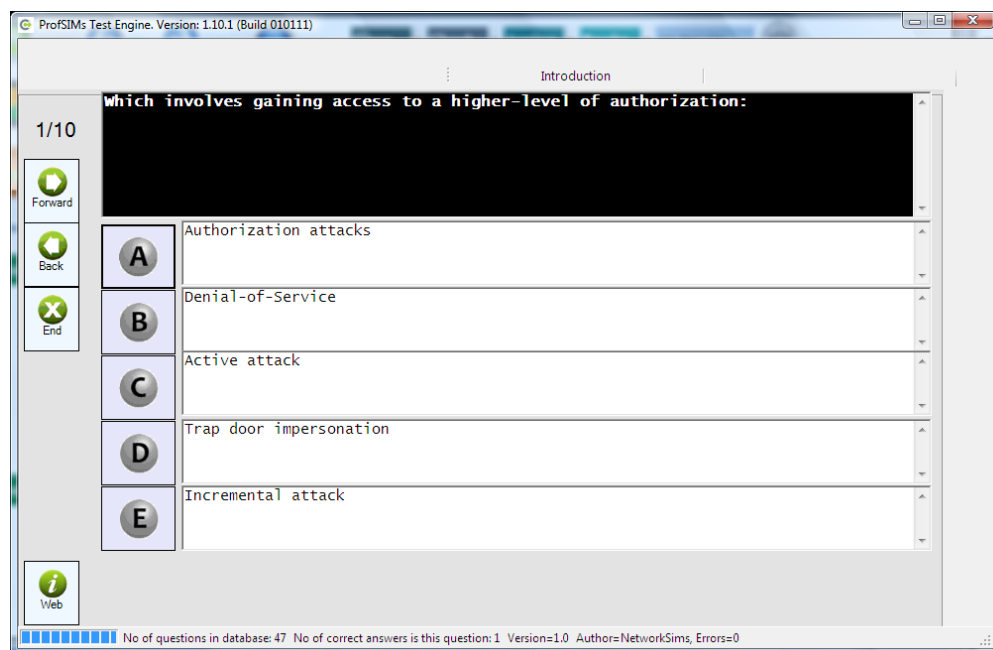 ProfSIMs Test Engine. Version: 1.10.1 (Build 010111)
Introduction
1/10
Which involves gaining access to a higher-level of authorization:
Forward
Back
End
A
Authorization attacks
B
Denial-of-Service
C
Active attack
D
Trap door impersonation
E
Incremental attack
Web
No of questions in database: 47 No of correct answers is this question: 1 Version=1.0 Author=NetworkSims, Errors=0